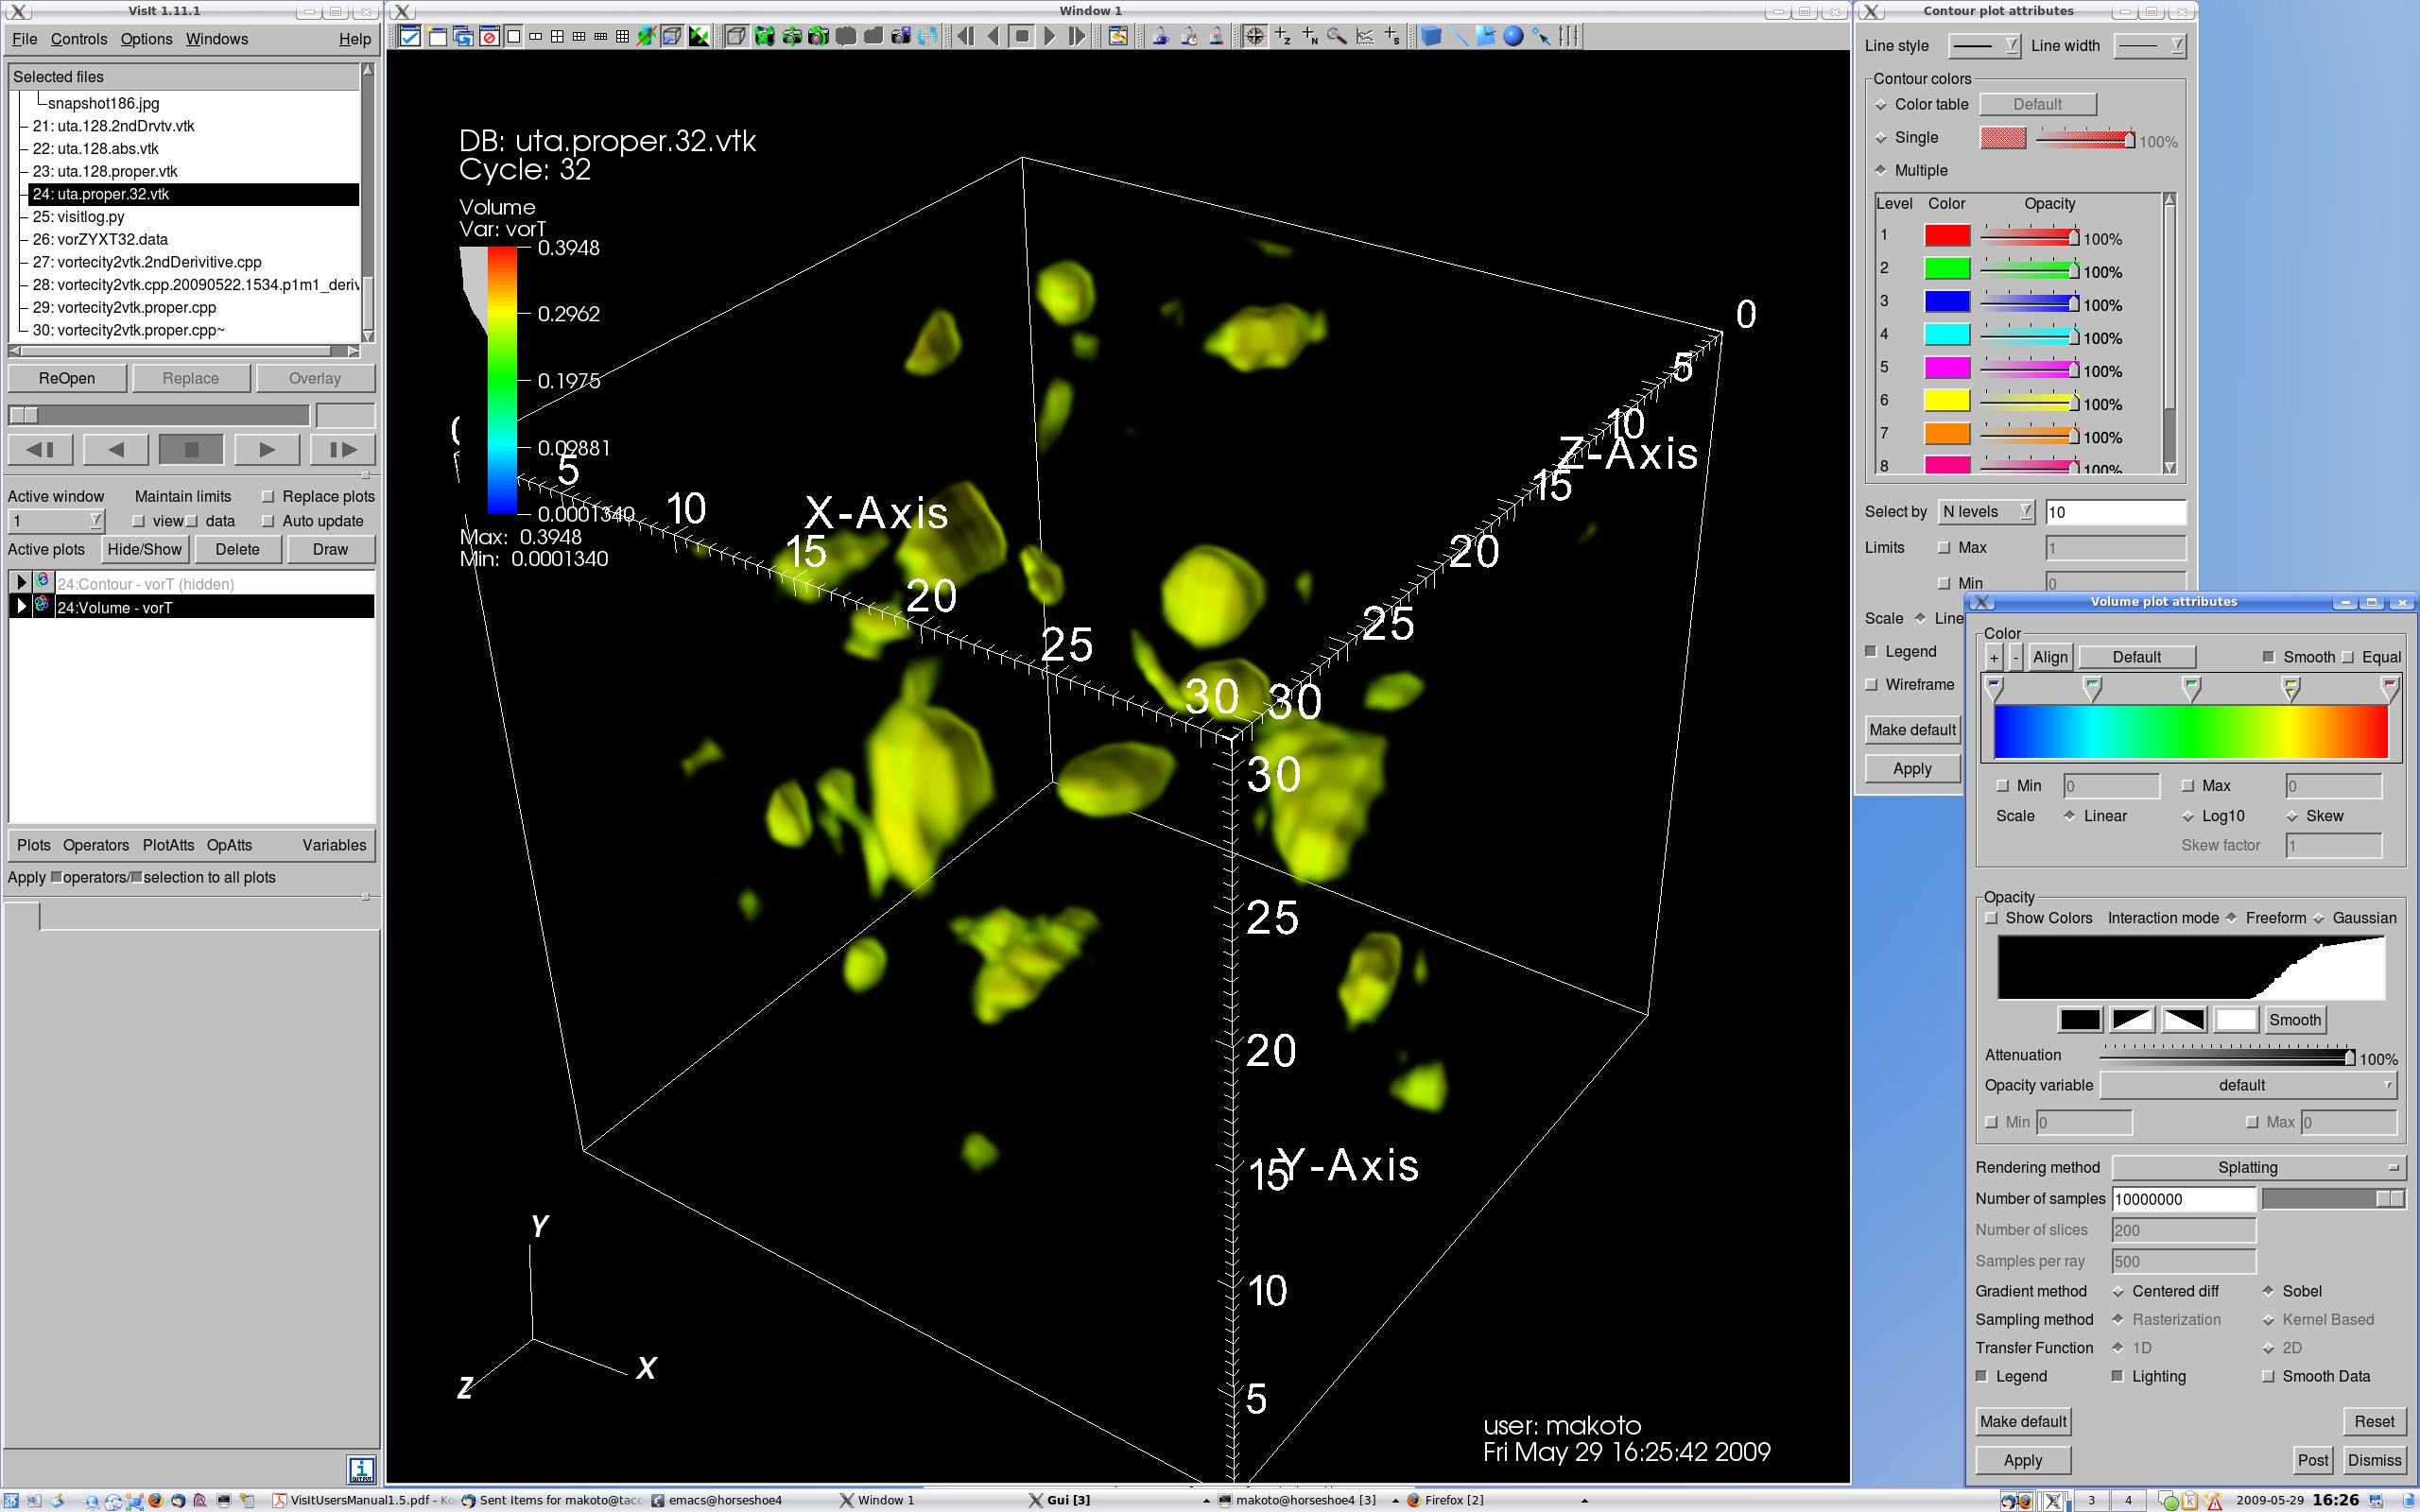 VisIt 1.11.1
File Controls Options Windows Help
Selected files
snapshot186.jpg
21: uta.128.2ndDrvtv.vtk
22: uta.128.abs.vtk
23: uta.128.proper.vtk
24: uta.proper.32.vtk
25: visitlog.py
26: vorZYXT32.data
27: vortecity2vtk.2ndDerivitive.cpp
28: vortecity2vtk.cpp.20090522.1534.p1m1_deriv
29: vortecity2vtk.proper.cpp
30: vortecity2vtk.proper.cpp~
ReOpen Replace Overlay
Active window Maintain limits Replace plots
1 view data Auto update
Active plots Hide/Show Delete Draw
24:Contour - vorT (hidden)
24:Volume - vorT
Plots Operators PlotAtts OpAtts Variables
Apply operators/ selection to all plots
Window 1
DB: uta.proper.32.vtk
Cycle: 32
Volume
Var: vorT
0.3948
0.2962
0.1975
0.09881
0.0001340
Max: 0.3948
Min: 0.0001340
X-Axis
5
10
15
20
25
30
Z-Axis
0
5
10
15
20
25
30
Y-Axis
30
25
20
15
10
5
Y
X
Z
user: makoto
Fri May 29 16:25:42 2009
Contour plot attributes
Line style Line width
Contour colors
Color table Default
Single 100%
Multiple
Level Color Opacity
1 100%
2 100%
3 100%
4 100%
5 100%
6 100%
7 100%
8 100%
Select by N levels 10
Limits Max 1
Min 0
Scale Line
Legend
Wireframe
Make default
Apply
Volume plot attributes
Color
+ - Align Default Smooth Equal
Min 0 Max 0
Scale Linear Log10 Skew
Skew factor 1
Opacity
Show Colors Interaction mode Freeform Gaussian
Smooth
Attenuation 100%
Opacity variable default
Min 0 Max 0
Rendering method Splatting
Number of samples 10000000
Number of slices 200
Samples per ray 500
Gradient method Centered diff Sobel
Sampling method Rasterization Kernel Based
Transfer Function 1D 2D
Legend Lighting Smooth Data
Make default Reset
Apply Post Dismiss
VisItUsersManual1.5.pdf - K Sent Items for makoto@tacc emacs@horseshoe4 Window 1 Gui [3] makoto@horseshoe4 [3] Firefox [2] 3 4 2009-05-29 16:26